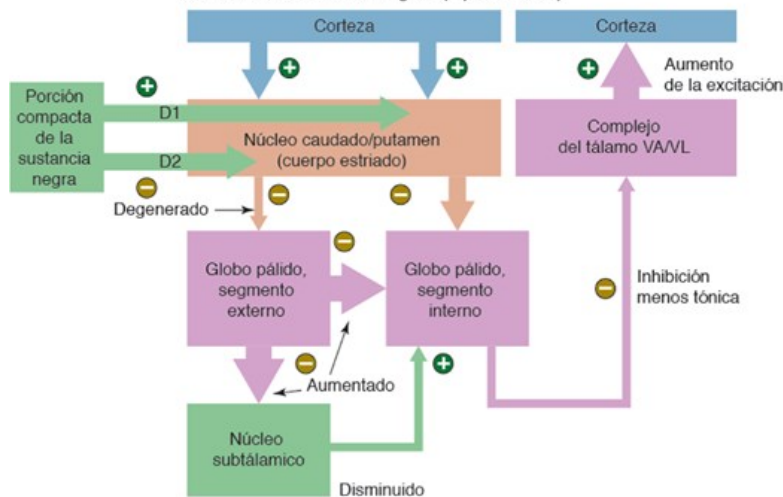 Corteza
Corteza
+
+
+
Aumento
de la excitación
+
Porción
compacta
de la
sustancia
negra
D1
D2
−
Núcleo caudado/putamen
(cuerpo estriado)
Complejo
del tálamo VA/VL
Degenerado
−
−
−
Globo pálido,
segmento
externo
Globo pálido,
segmento
interno
−
Inhibición
menos tónica
−
Aumentado
+
Núcleo
subtálamico
Disminuido